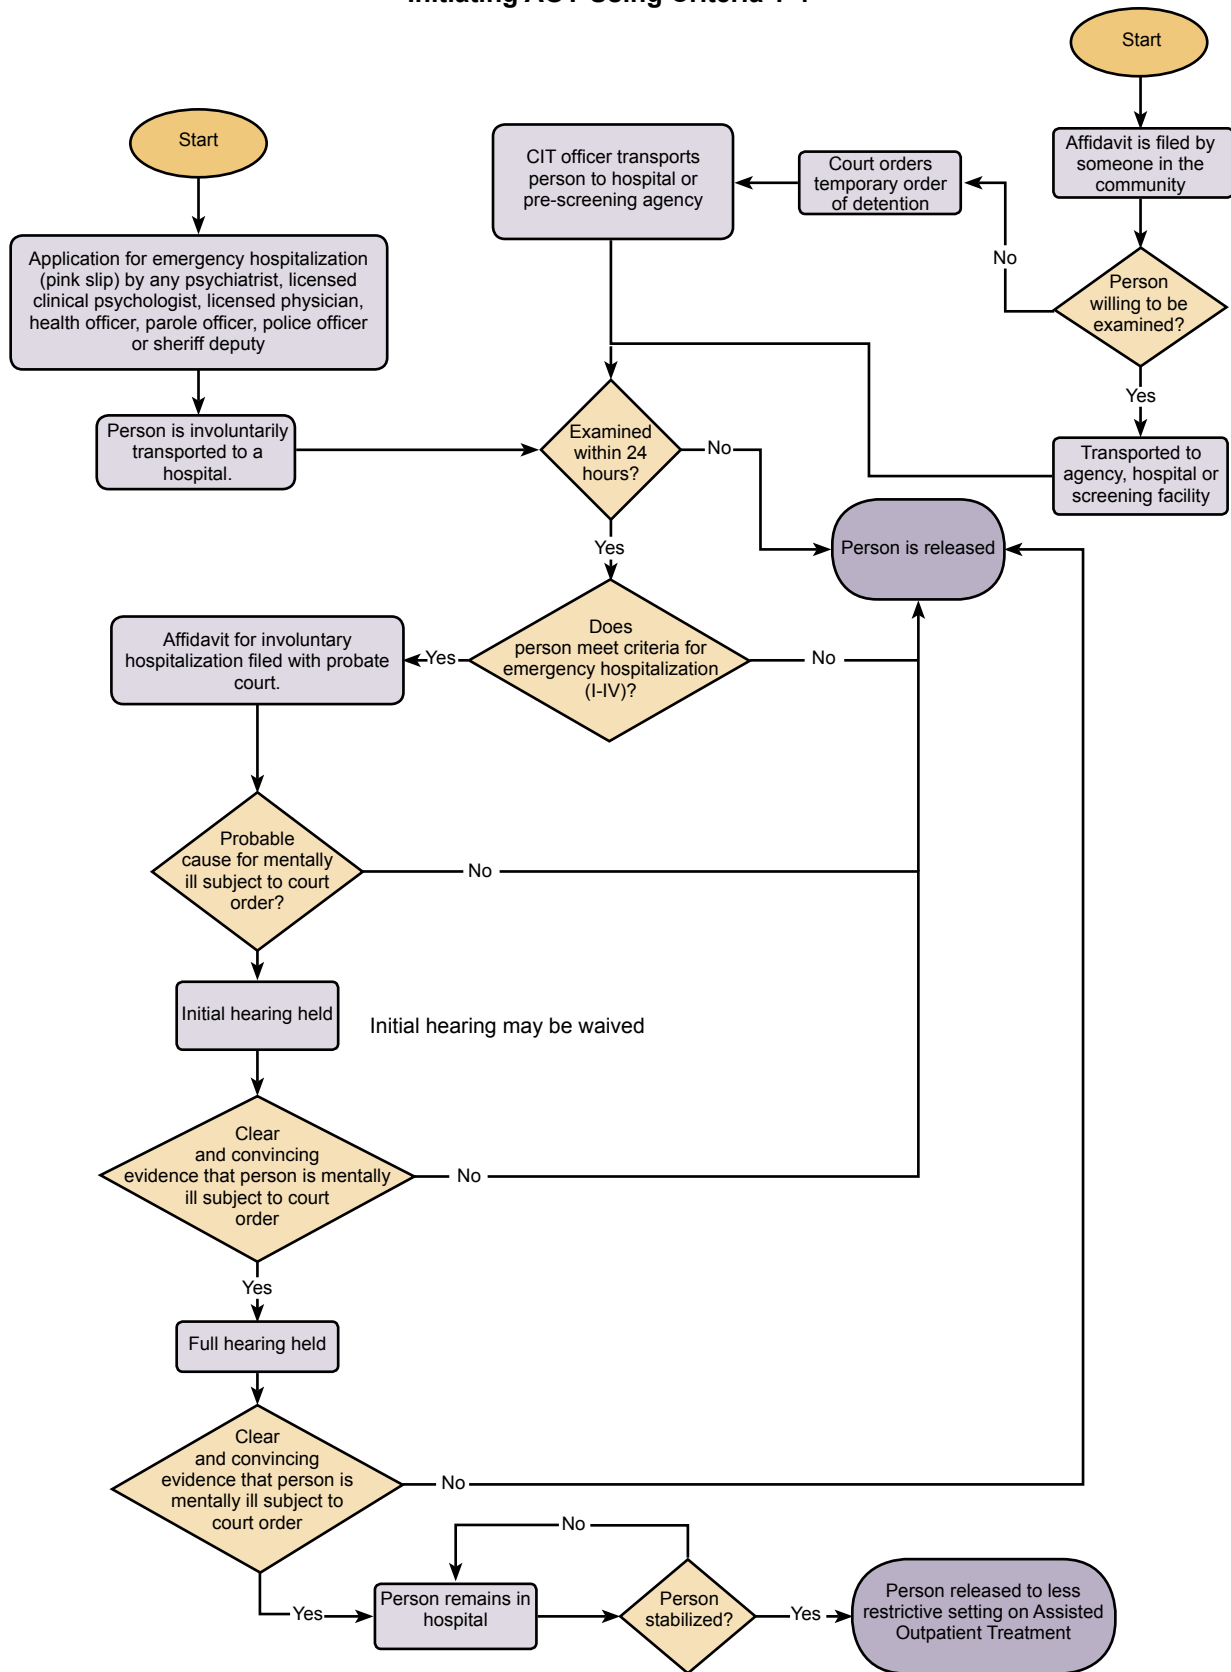 Start
Start
Affidavit is filed by
someone in the
community
CIT officer transports
person to hospital or
pre-screening agency
Court orders
temporary order
of detention
No
Person
willing to be
examined?
Yes
Application for emergency hospitalization
(pink slip) by any psychiatrist, licensed
clinical psychologist, licensed physician,
health officer, parole officer, police officer
or sheriff deputy
Person is involuntarily
transported to a
hospital.
Examined
within 24
hours?
No
Transported to
agency, hospital or
screening facility
Yes
Person is released
Does
person meet criteria for
emergency hospitalization
(I-IV)?
Yes
No
Affidavit for involuntary
hospitalization filed with probate
court.
Probable
cause for mentally
ill subject to court
order?
No
Initial hearing held
Initial hearing may be waived
Clear
and convincing
evidence that person is mentally
ill subject to court
order
No
Yes
Full hearing held
Clear
and convincing
evidence that person is
mentally ill subject to
court order
No
No
Yes
Person remains in
hospital
Person
stabilized?
Yes
Person released to less
restrictive setting on Assisted
Outpatient Treatment